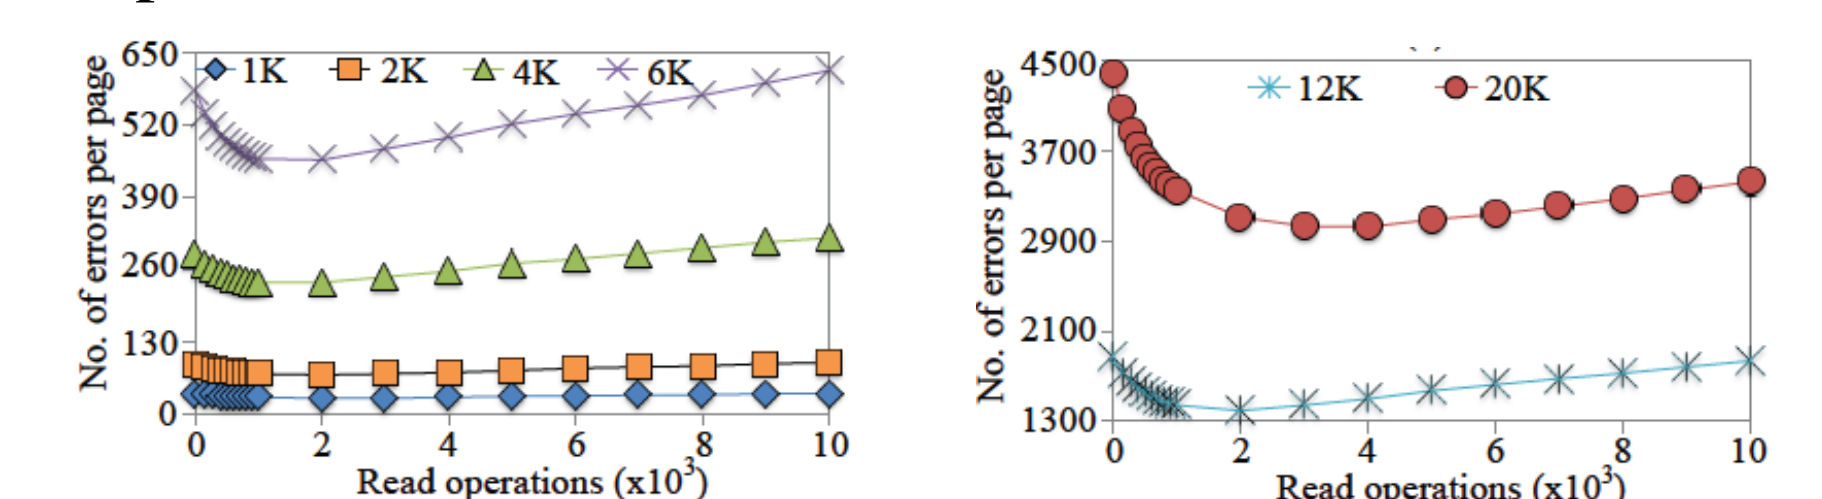 No. of errors per page
650
520
390
260
130
0
1K 2K 4K 6K
0 2 4 6 8 10
Read operations (x10³)
No. of errors per page
4500
3700
2900
2100
1300
12K 20K
0 2 4 6 8 10
Read operations (x10³)